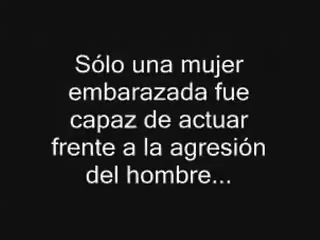 Sólo una mujer
embarazada fue
capaz de actuar
frente a la agresión
del hombre...